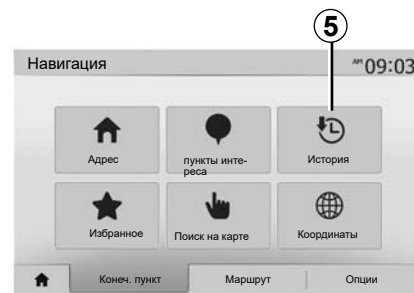 5
Навигация
AM 09:03
Адрес
пункты инте-
реса
История
Избранное
Поиск на карте
Координаты
Конеч. пункт
Маршрут
Опции